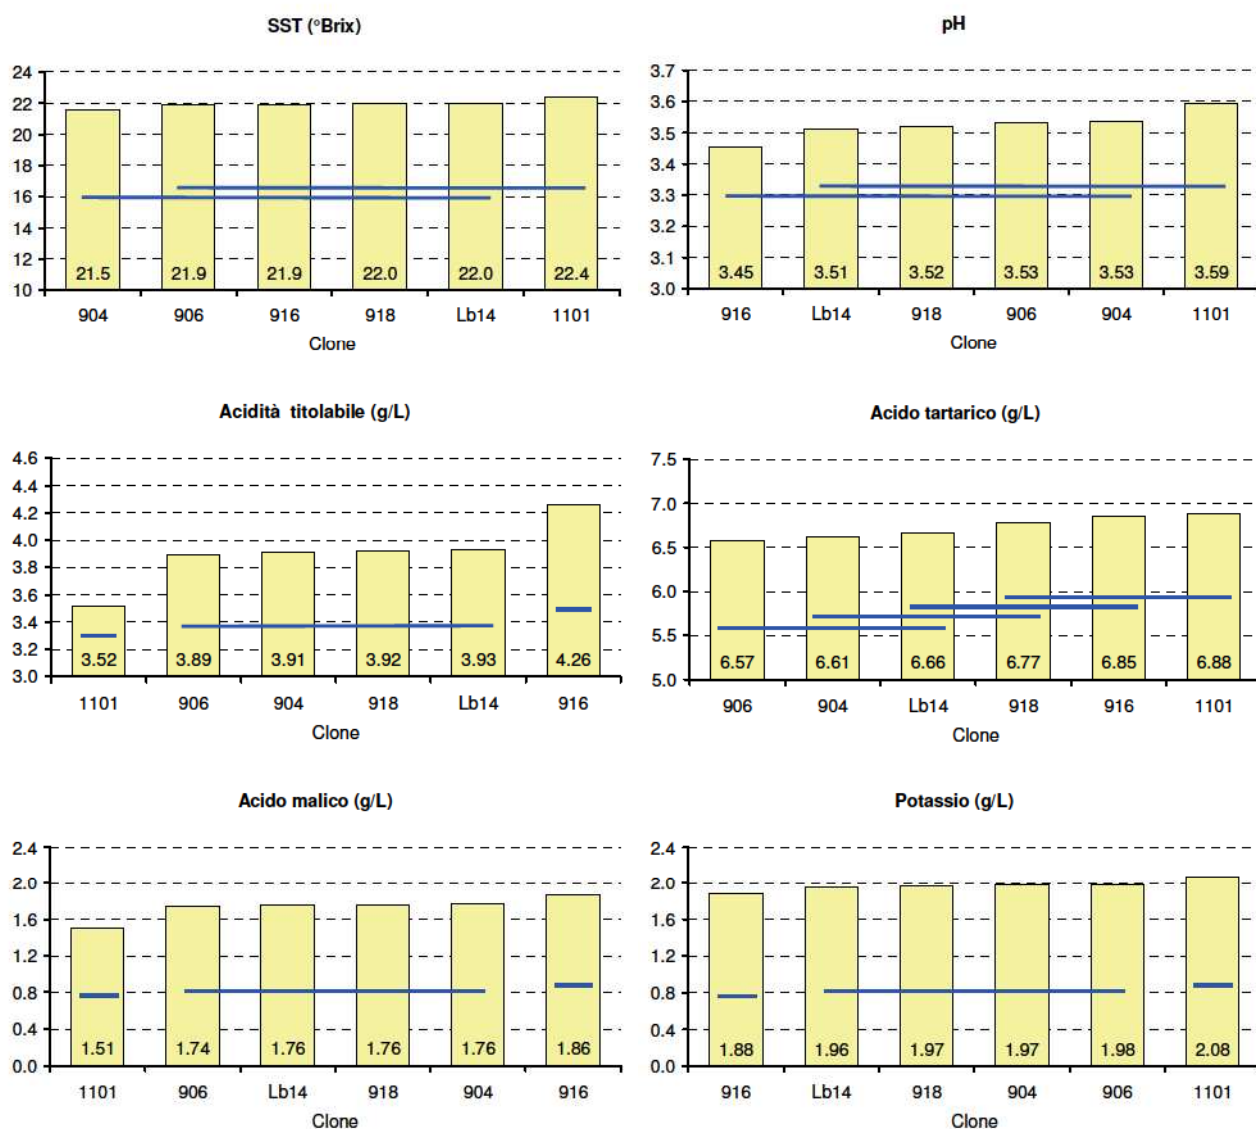 SST (°Brix)
24
22
20
18
16
14
12
10
21.5 21.9 21.9 22.0 22.0 22.4
904 906 916 918 Lb14 1101
Clone
pH
3.7
3.6
3.5
3.4
3.3
3.2
3.1
3.0
3.45 3.51 3.52 3.53 3.53 3.59
916 Lb14 918 906 904 1101
Clone
Acidità titolabile (g/L)
4.6
4.4
4.2
4.0
3.8
3.6
3.4
3.2
3.0
3.52 3.89 3.91 3.92 3.93 4.26
1101 906 904 918 Lb14 916
Clone
Acido tartarico (g/L)
7.5
7.0
6.5
6.0
5.5
5.0
6.57 6.61 6.66 6.77 6.85 6.88
906 904 Lb14 918 916 1101
Clone
Acido malico (g/L)
2.4
2.0
1.6
1.2
0.8
0.4
0.0
1.51 1.74 1.76 1.76 1.76 1.86
1101 906 Lb14 918 904 916
Clone
Potassio (g/L)
2.4
2.0
1.6
1.2
0.8
0.4
0.0
1.88 1.96 1.97 1.97 1.98 2.08
916 Lb14 918 904 906 1101
Clone